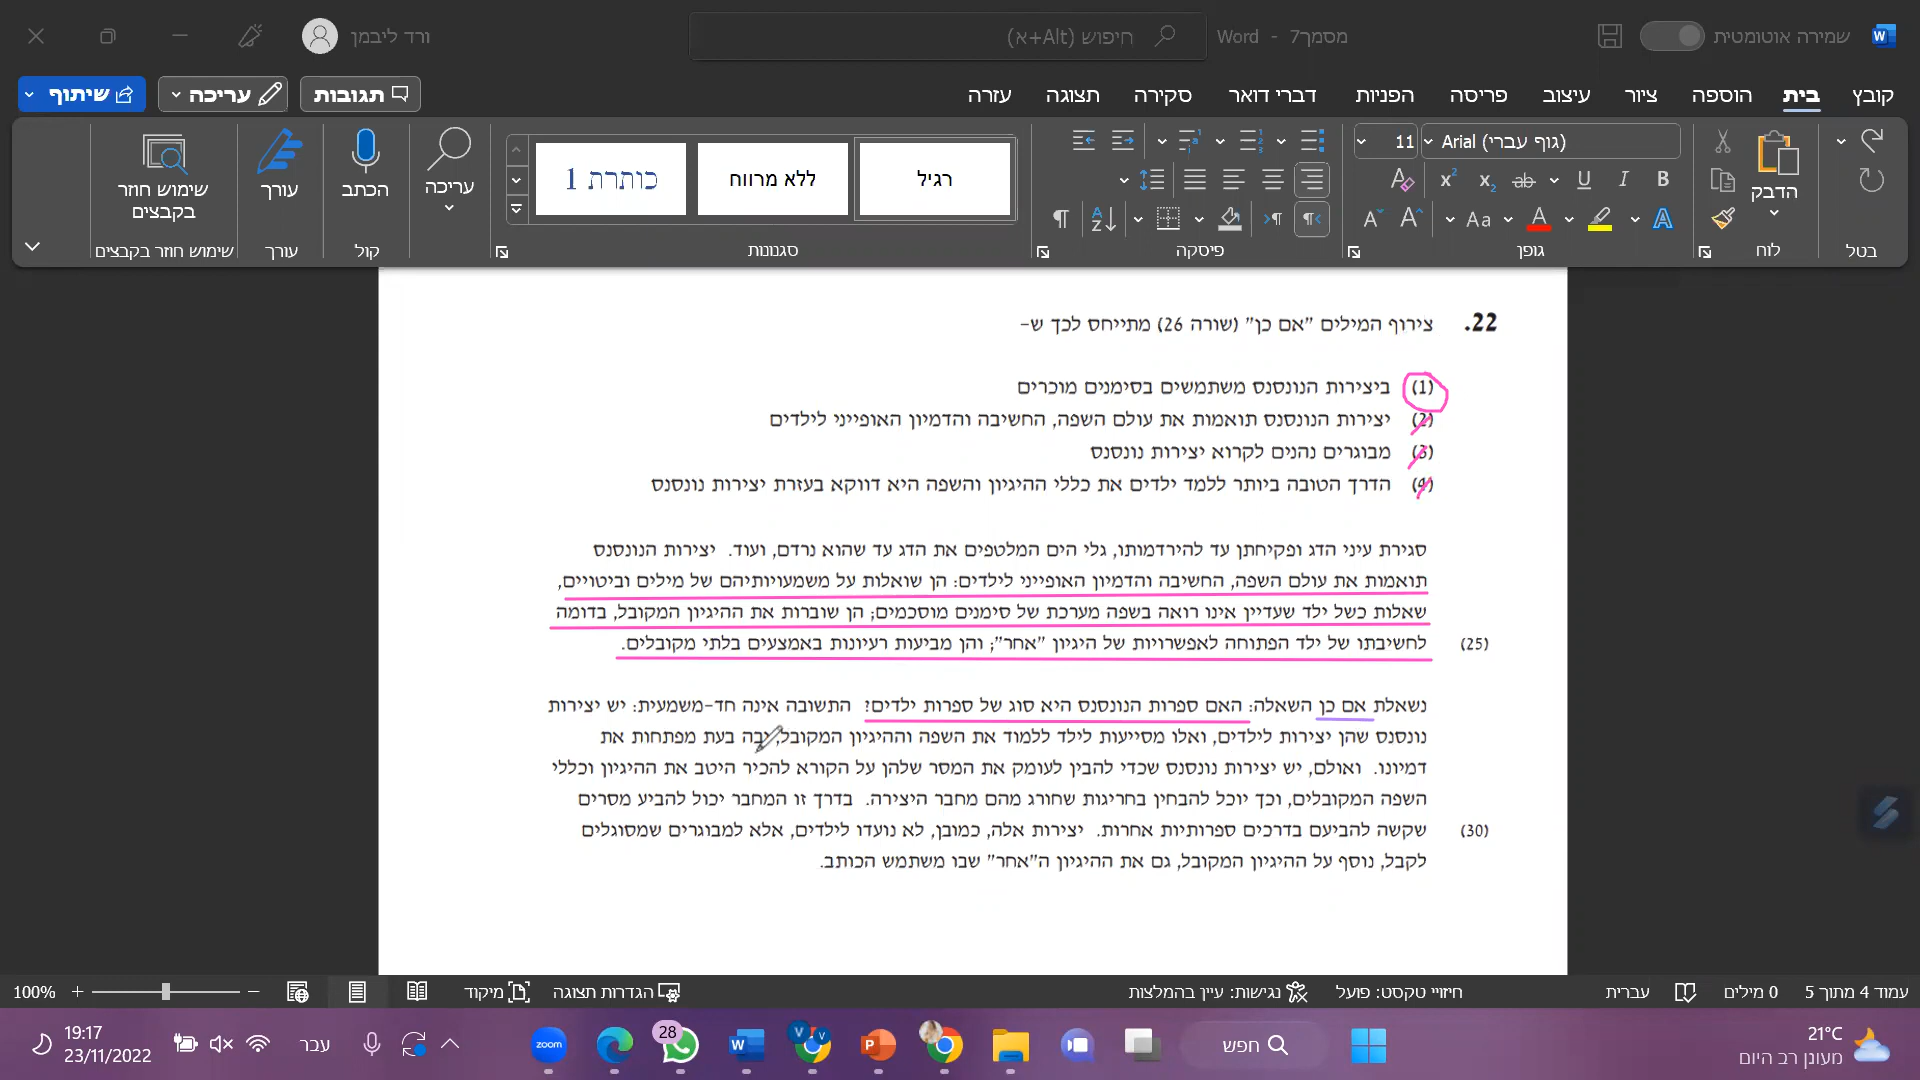 ורד ליבמן
חיפוש (Alt+א)
מסמך7 - Word
שמירה אוטומטית
קובץ
בית
הוספה
ציור
עיצוב
פריסה
הפניות
דברי דואר
סקירה
תצוגה
עזרה
תגובות
עריכה
שיתוף
הדבק
Arial (גוף עברי)
11
רגיל
ללא מרווח
כותרת 1
עריכה
הכתב
עורך
שימוש חוזר
בקבצים
בטל
לוח
גופן
פיסקה
סגנונות
קול
עורך
שימוש חוזר בקבצים
22. צירוף המילים "אם כן" (שורה 26) מתייחס לכך ש-
(1) ביצירות הנונסנס משתמשים בסימנים מוכרים
(2) יצירות הנונסנס תואמות את עולם השפה, החשיבה והדמיון האופייני לילדים
(3) מבוגרים נהנים לקרוא יצירות נונסנס
(4) הדרך הטובה ביותר ללמד ילדים את כללי ההיגיון והשפה היא דווקא בעזרת יצירות נונסנס
סגירת עיני הדג ופקיחתן עד להירדמותו, גלי הים המלטפים את הדג עד שהוא נרדם, ועוד. יצירות הנונסנס
תואמות את עולם השפה, החשיבה והדמיון האופייני לילדים: הן שואלות על משמעויותיהם של מילים וביטויים,
שאלות כשל ילד שעדיין אינו רואה בשפה מערכת של סימנים מוסכמים; הן שוברות את ההיגיון המקובל, בדומה
(25) לחשיבתו של ילד הפתוחה לאפשרויות של היגיון "אחר"; והן מביעות רעיונות באמצעים בלתי מקובלים.
נשאלת אם כן השאלה: האם ספרות הנונסנס היא סוג של ספרות ילדים? התשובה אינה חד-משמעית: יש יצירות
נונסנס שהן יצירות לילדים, ואלו מסייעות לילד ללמוד את השפה וההיגיון המקובל, ובה בעת מפתחות את
דמיונו. ואולם, יש יצירות נונסנס שכדי להבין לעומק את המסר שלהן על הקורא להכיר היטב את ההיגיון וכללי
השפה המקובלים, וכך יוכל להבחין בחריגות שחורג מהם מחבר היצירה. בדרך זו המחבר יכול להביע מסרים
(30) שקשה להביעם בדרכים ספרותיות אחרות. יצירות אלה, כמובן, לא נועדו לילדים, אלא למבוגרים שמסוגלים
לקבל, נוסף על ההיגיון המקובל, גם את ההיגיון ה"אחר" שבו משתמש הכותב.
עמוד 4 מתוך 5
0 מילים
עברית
חיזויי טקסט: פועל
נגישות: עיין בהמלצות
הגדרות תצוגה
מיקוד
100%
21°C
מעונן רב היום
חפש
28
zoom
עבר
19:17
23/11/2022